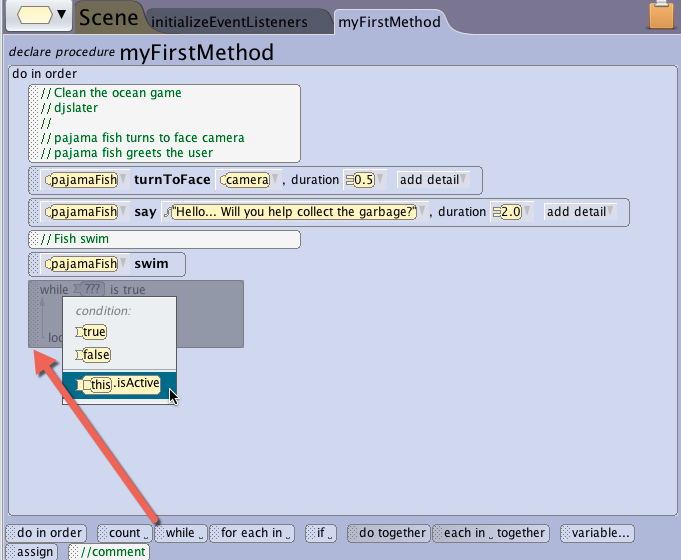 Scene initializeEventListeners myFirstMethod
declare procedure myFirstMethod
do in order
// Clean the ocean game
// djslater
//
// pajama fish turns to face camera
// pajama fish greets the user
pajamaFish turnToFace camera , duration 0.5 add detail
pajamaFish say "Hello... Will you help collect the garbage?" , duration 2.0 add detail
// Fish swim
pajamaFish swim
while ??? is true
condition:
true
loo
false
this .isActive
do in order count while for each in if do together each in together variable...
assign //comment